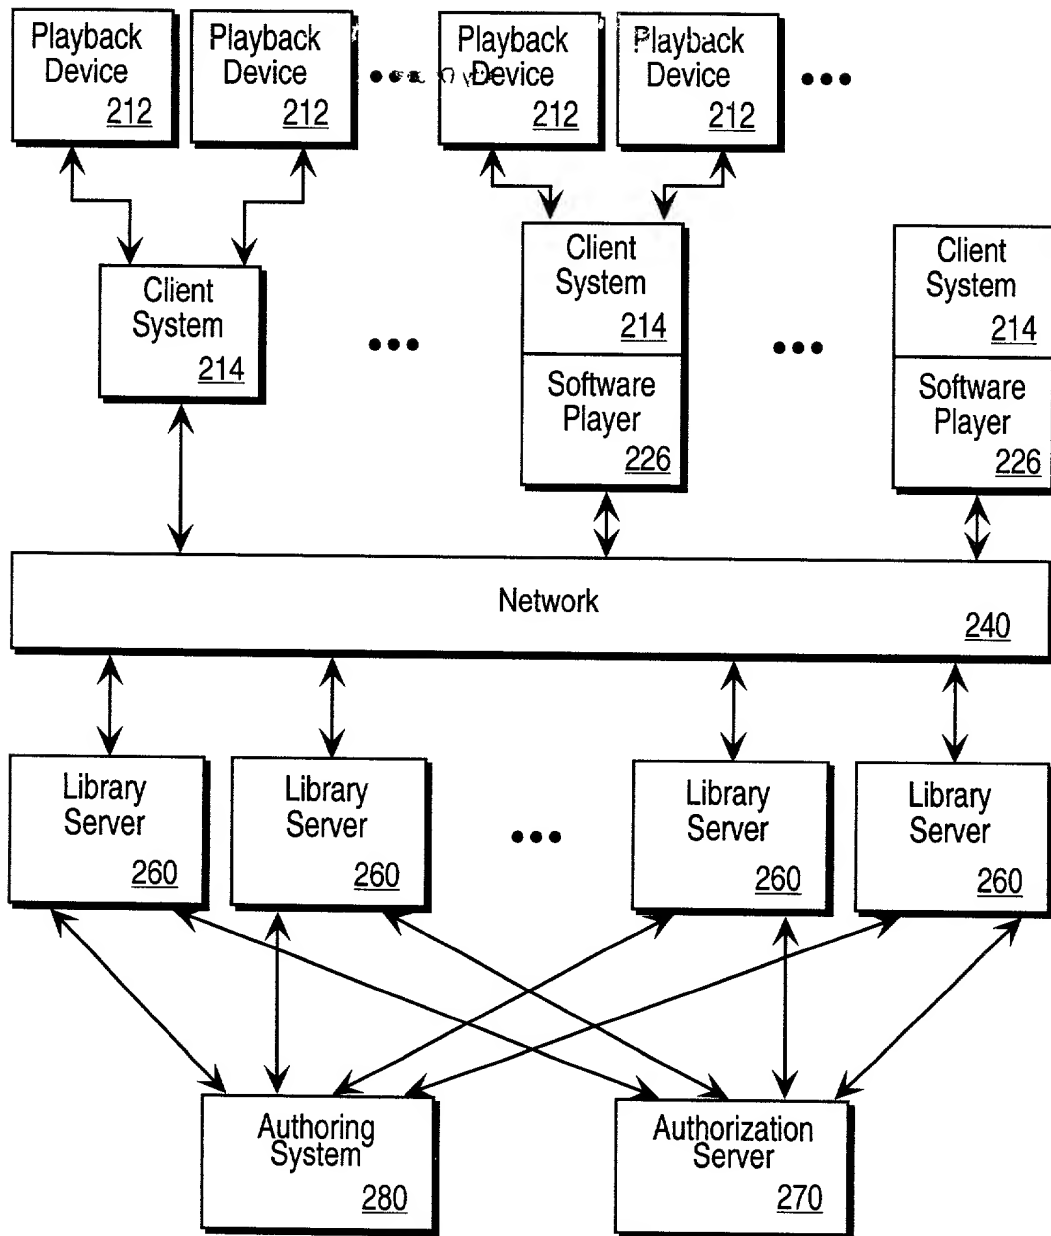 Playback
Device
212
Playback
Device
212
Playback
Device
212
Playback
Device
212
Client
System
214
Client
System
214
Software
Player
226
Client
System
214
Software
Player
226
Network
240
Library
Server
260
Library
Server
260
Library
Server
260
Library
Server
260
Authoring
System
280
Authorization
Server
270